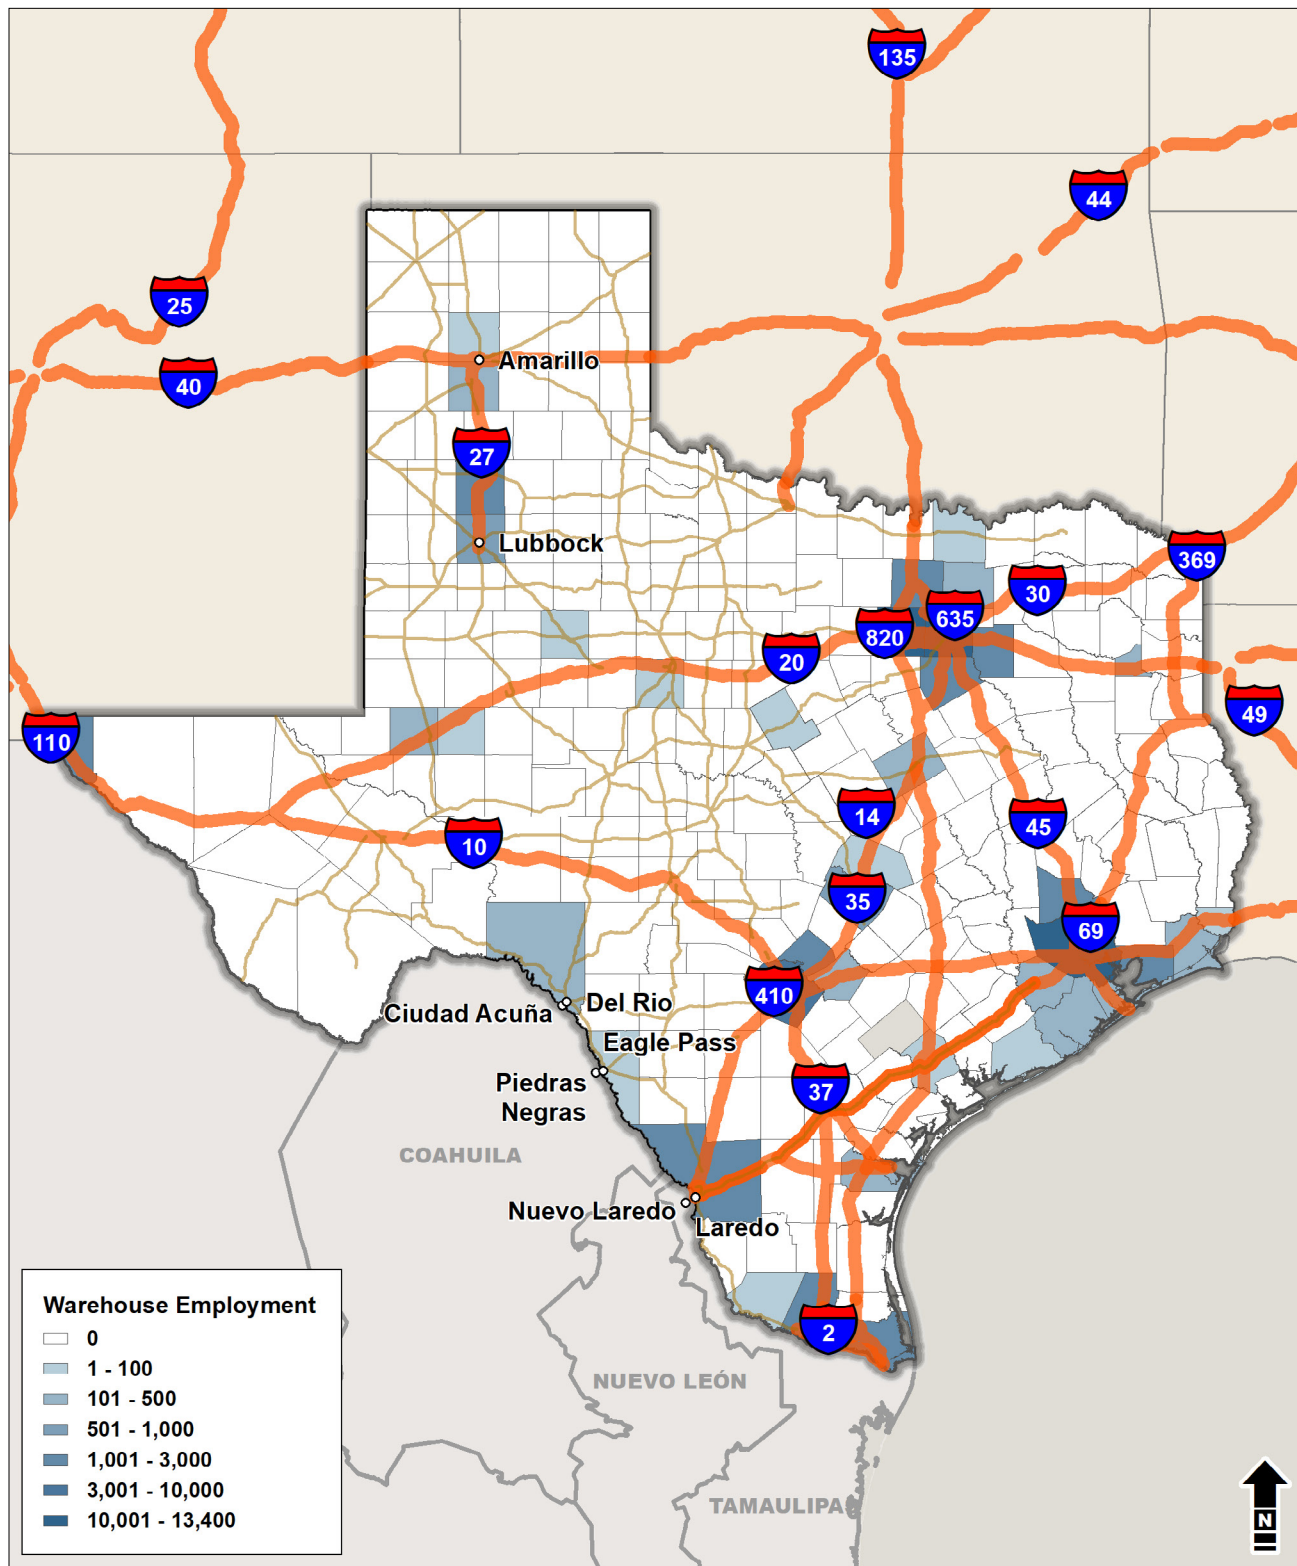 135
44
25
40
Amarillo
27
Lubbock
369
30
635
820
20
49
110
14
45
10
35
69
410
Del Rio
Ciudad Acuña
Eagle Pass
Piedras
Negras
37
COAHUILA
Nuevo Laredo
Laredo
2
NUEVO LEÓN
TAMAULIPA
Warehouse Employment
0
1 - 100
101 - 500
501 - 1,000
1,001 - 3,000
3,001 - 10,000
10,001 - 13,400
N